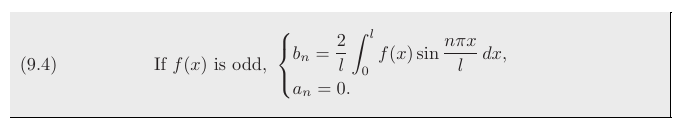 (9.4) If f(x) is odd, { b_n = \frac{2}{l} \int_0^l f(x) \sin \frac{n\pi x}{l} dx,
a_n = 0.